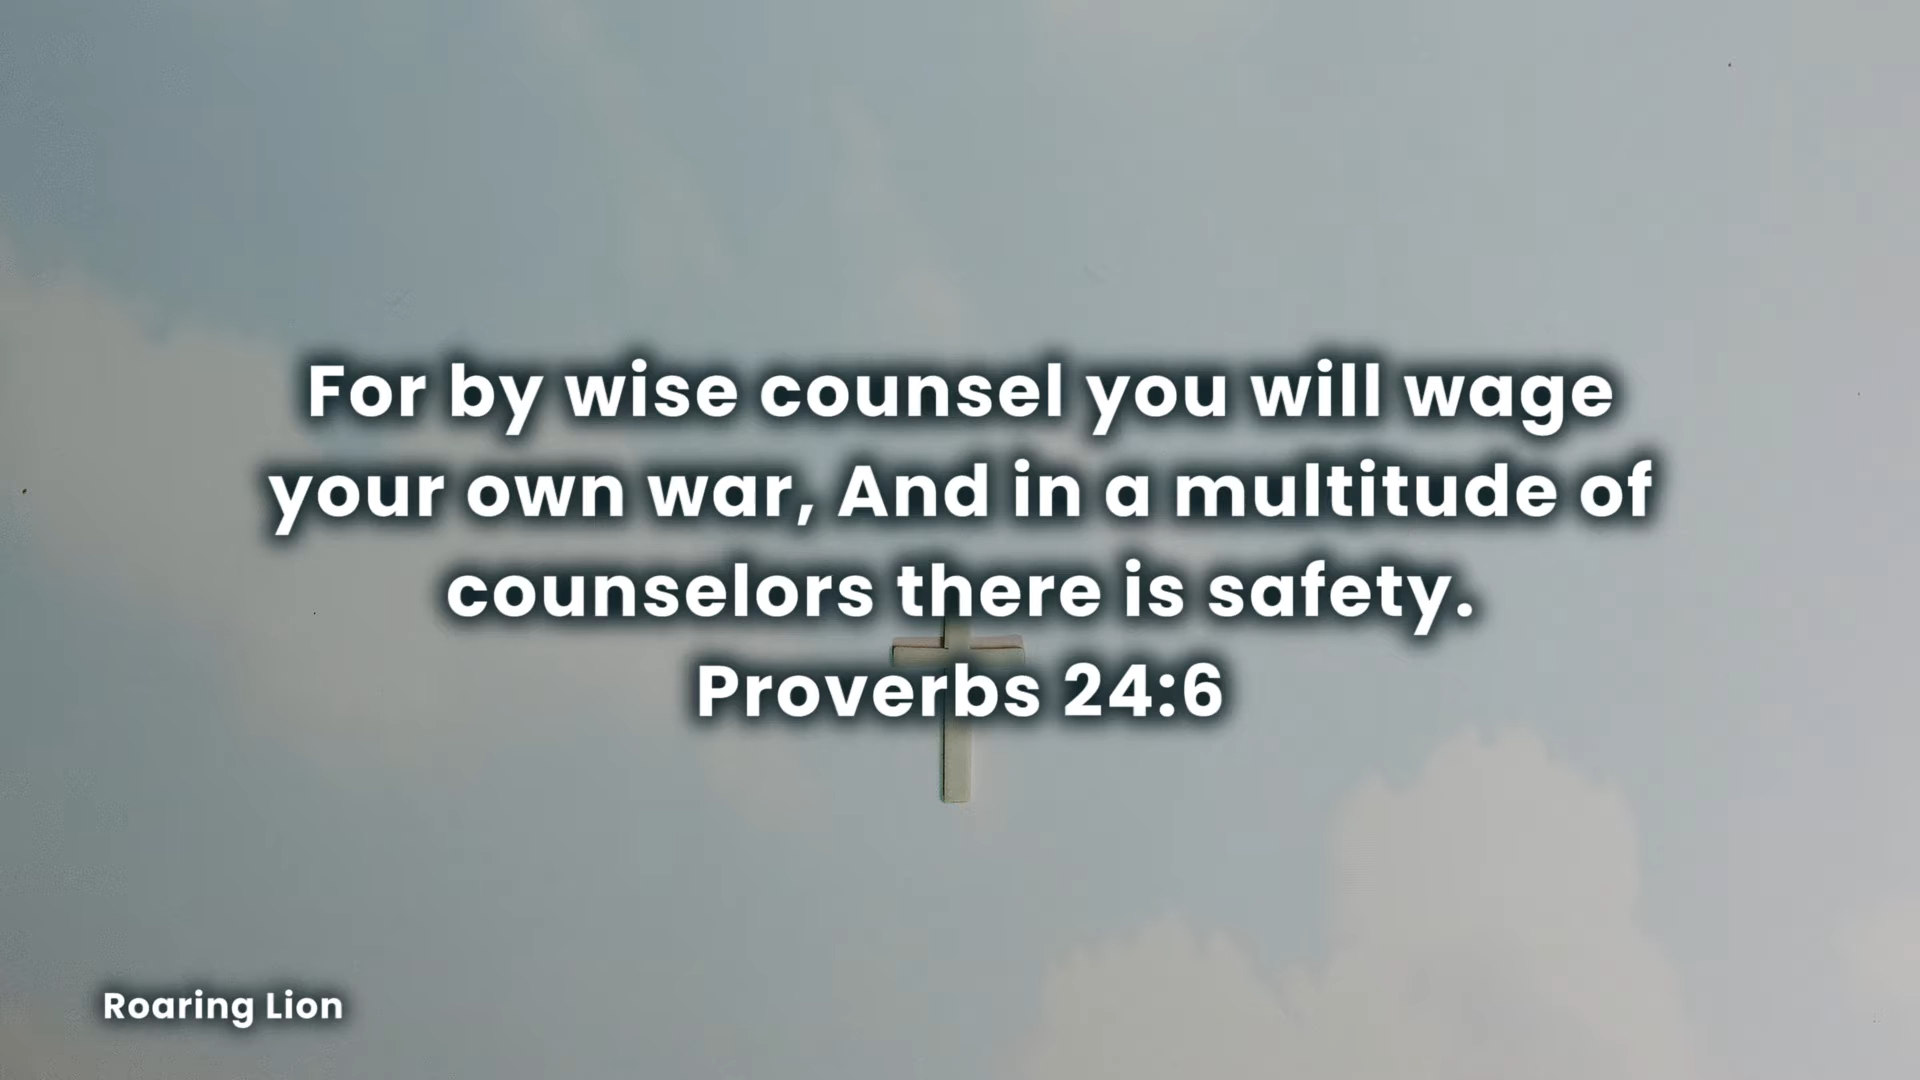 For by wise counsel you will wage
your own war, And in a multitude of
counselors there is safety.
Proverbs 24:6
Roaring Lion